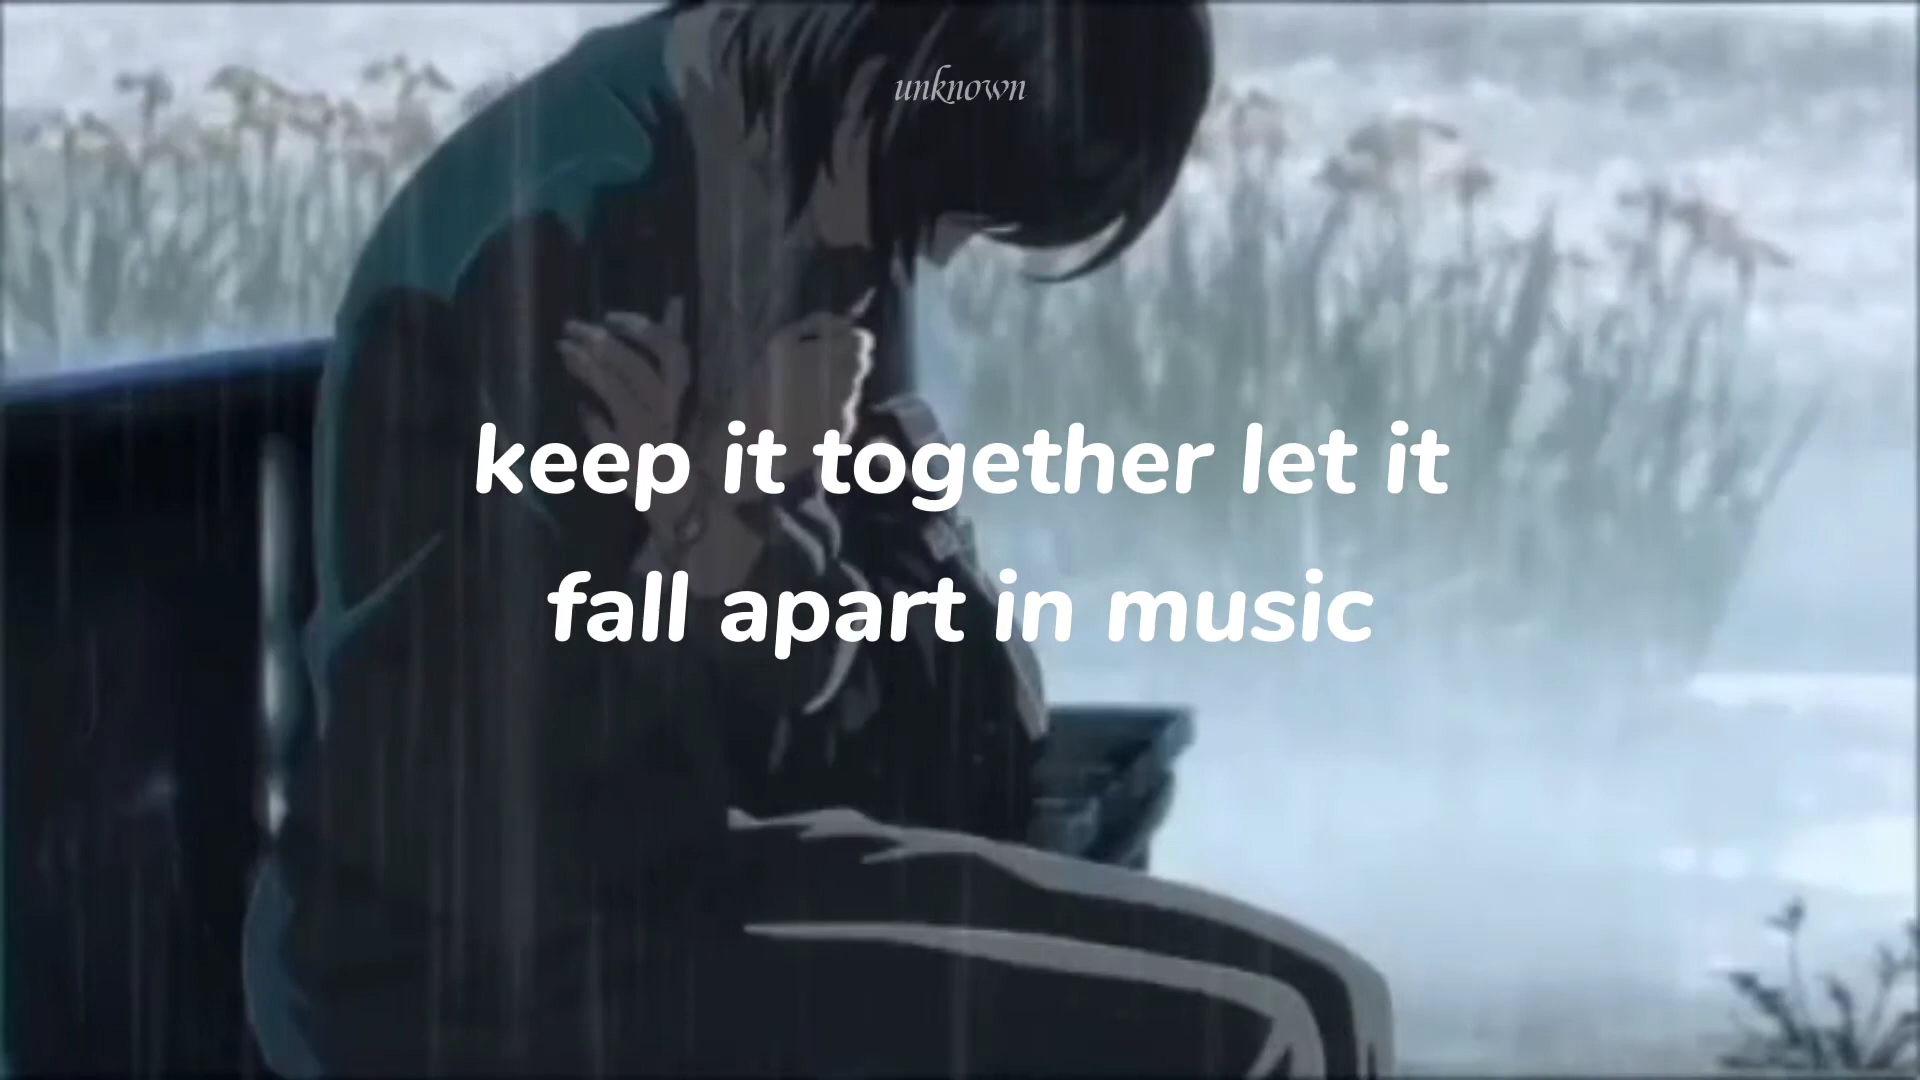 unknown
keep it together let it
fall apart in music